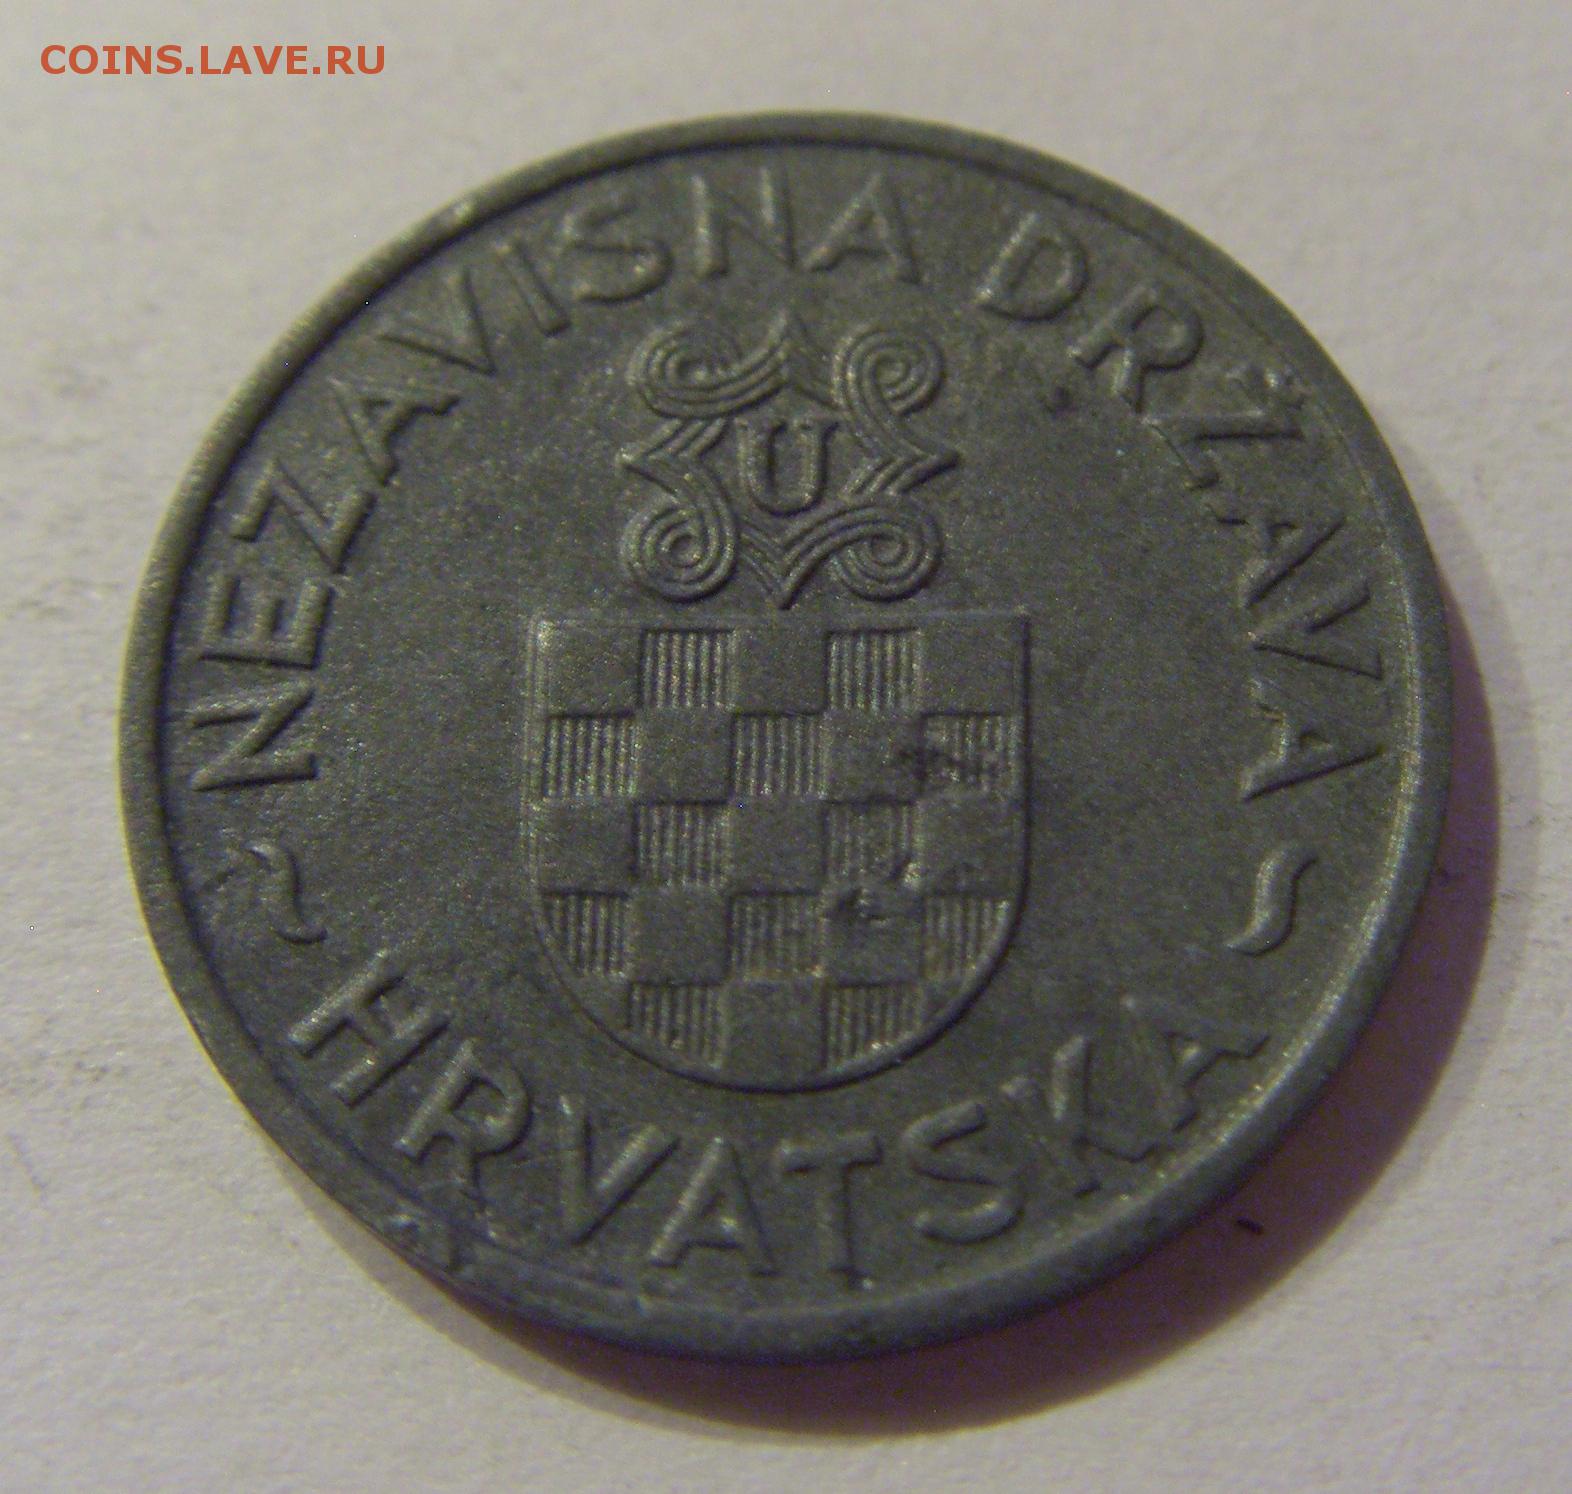 COINS.LAVE.RU
NEZAVISNA DRŽAVA
U
~ HRVATSKA ~